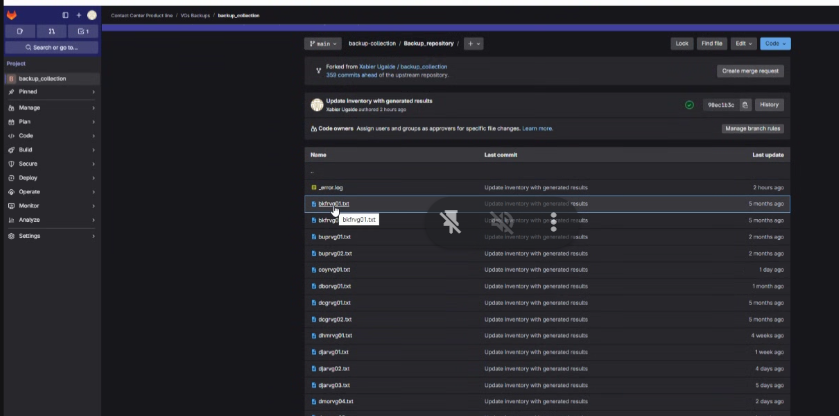 Contact Center Product line / VOs Backups / backup_collection
1
Search or go to...
Project
B backup_collection
Pinned
Manage
Plan
Code
Build
Secure
Deploy
Operate
Monitor
Analyze
Settings
main backup-collection / Backup_repository / + Lock Find file Edit Code
Forked from Xabier Ugalde / backup_collection
350 commits ahead of the upstream repository.
Create merge request
Update Inventory with generated results
Xabier Ugalde authored 2 hours ago
History
Code owners Assign users and groups as approvers for specific file changes. Learn more.
Manage branch rules
Name Last commit Last update
..
_error.log Update Inventory with generated results 2 hours ago
bkfrvg01.txt Update Inventory with generated results 5 months ago
bkfrvg Update Inventory with generated results 5 months ago
bkfrvg01.txt
buprvg01.txt Update Inventory with generated results 2 months ago
buprvg02.txt Update Inventory with generated results 2 months ago
coyrvg01.txt Update Inventory with generated results 1 day ago
dborvg01.txt Update Inventory with generated results 1 month ago
dcgrvg01.txt Update Inventory with generated results 5 months ago
dcgrvg02.txt Update Inventory with generated results 5 months ago
dhmrvg01.txt Update Inventory with generated results 4 weeks ago
djarvg01.txt Update Inventory with generated results 1 week ago
djarvg02.txt Update Inventory with generated results 4 days ago
djarvg03.txt Update Inventory with generated results 5 days ago
dmorvg04.txt Update Inventory with generated results 2 days ago